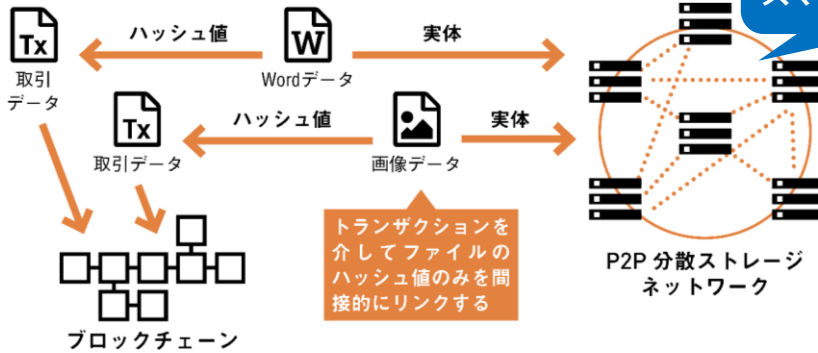 Tx
取引
データ
ハッシュ値
W
Wordデータ
実体
Tx
取引データ
ハッシュ値
画像データ
実体
トランザクションを
介してファイルの
ハッシュ値のみを間
接的にリンクする
P2P 分散ストレージ
ネットワーク
ブロックチェーン